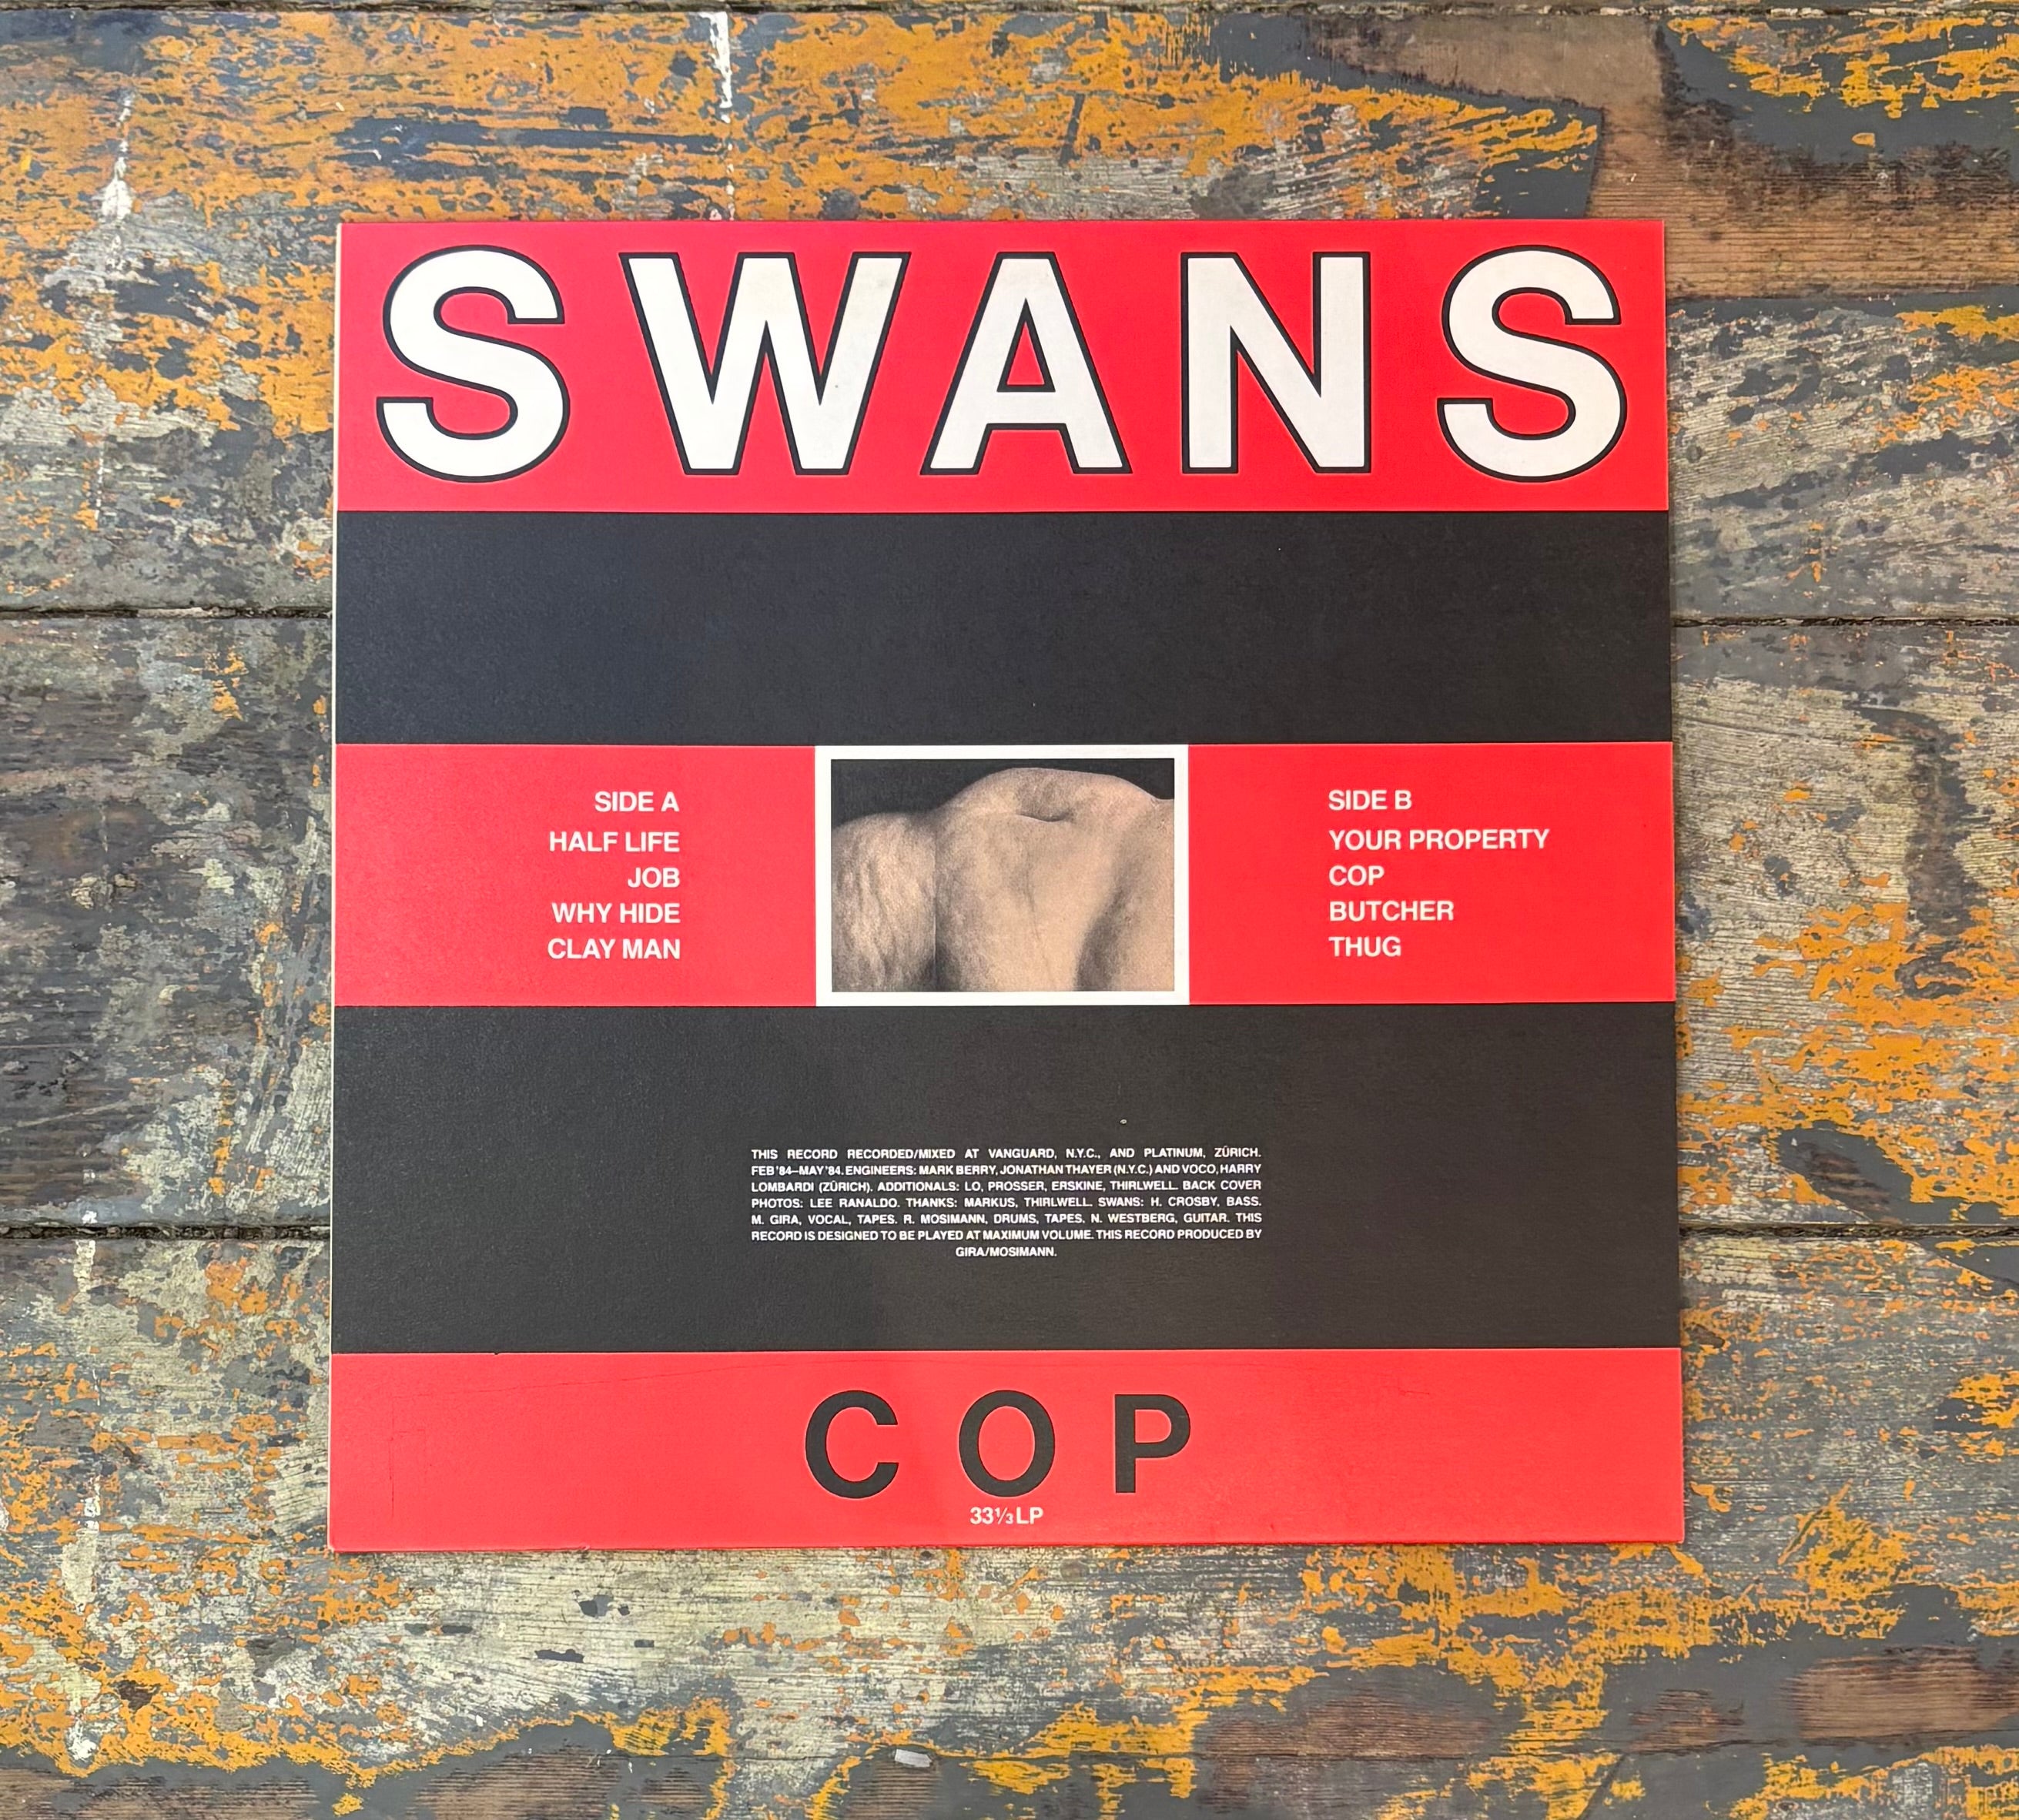 SWANS
SIDE A
HALF LIFE
JOB
WHY HIDE
CLAY MAN
SIDE B
YOUR PROPERTY
COP
BUTCHER
THUG
THIS RECORD RECORDED/MIXED AT VANGUARD, N.Y.C., AND PLATINUM, ZÜRICH.
FEB '84–MAY '84. ENGINEERS: MARK BERRY, JONATHAN THAYER (N.Y.C.) AND VOCO, HARRY
LOMBARDI (ZÜRICH). ADDITIONALS: LO, PROSSER, ERSKINE, THIRLWELL. BACK COVER
PHOTOS: LEE RANALDO. THANKS: MARKUS, THIRLWELL. SWANS: H. CROSBY, BASS.
M. GIRA, VOCAL, TAPES. R. MOSIMANN, DRUMS, TAPES. N. WESTBERG, GUITAR. THIS
RECORD IS DESIGNED TO BE PLAYED AT MAXIMUM VOLUME. THIS RECORD PRODUCED BY
GIRA/MOSIMANN.
COP
33⅓ LP